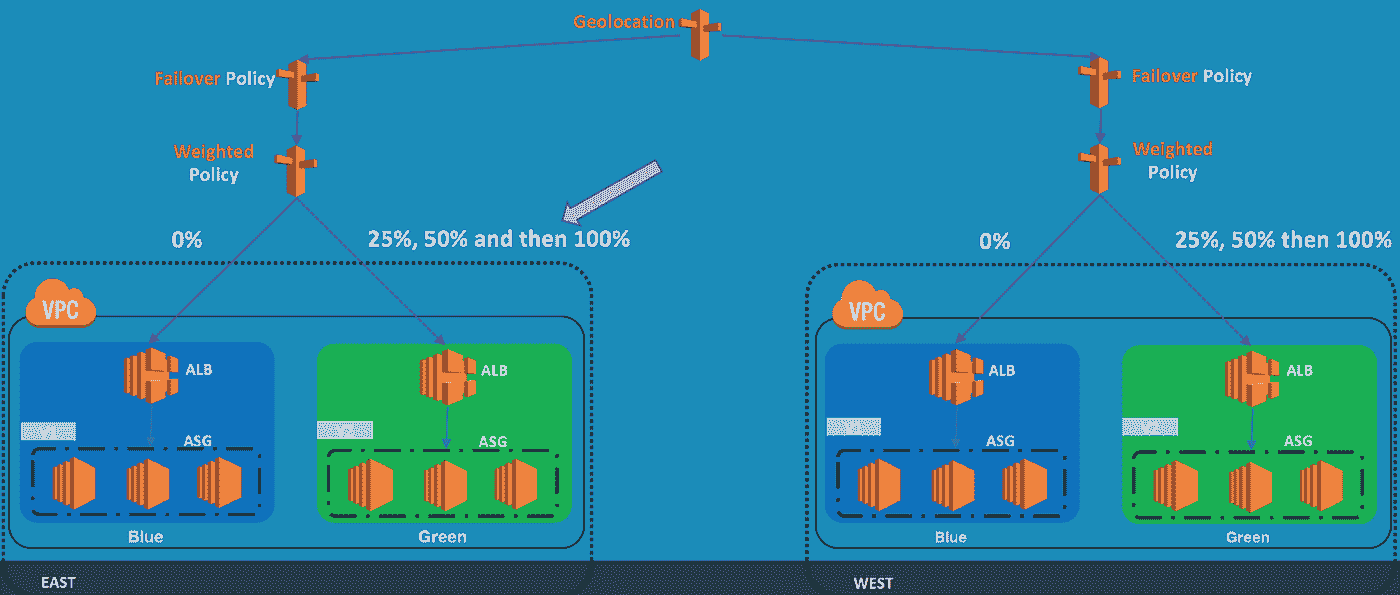 Geolocation
Failover Policy
Failover Policy
Weighted
Policy
Weighted
Policy
0%
25%, 50% and then 100%
0%
25%, 50% then 100%
VPC
VPC
ALB
ALB
ALB
ALB
ASG
ASG
ASG
ASG
Blue
Green
Blue
Green
EAST
WEST